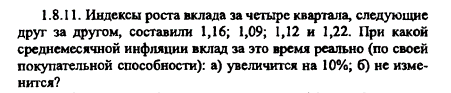 1.8.11. Индексы роста вклада за четыре квартала, следующие
друг за другом, составили 1,16; 1,09; 1,12 и 1,22. При какой
среднемесячной инфляции вклад за это время реально (по своей
покупательной способности): а) увеличится на 10%; б) не изме-
нится?